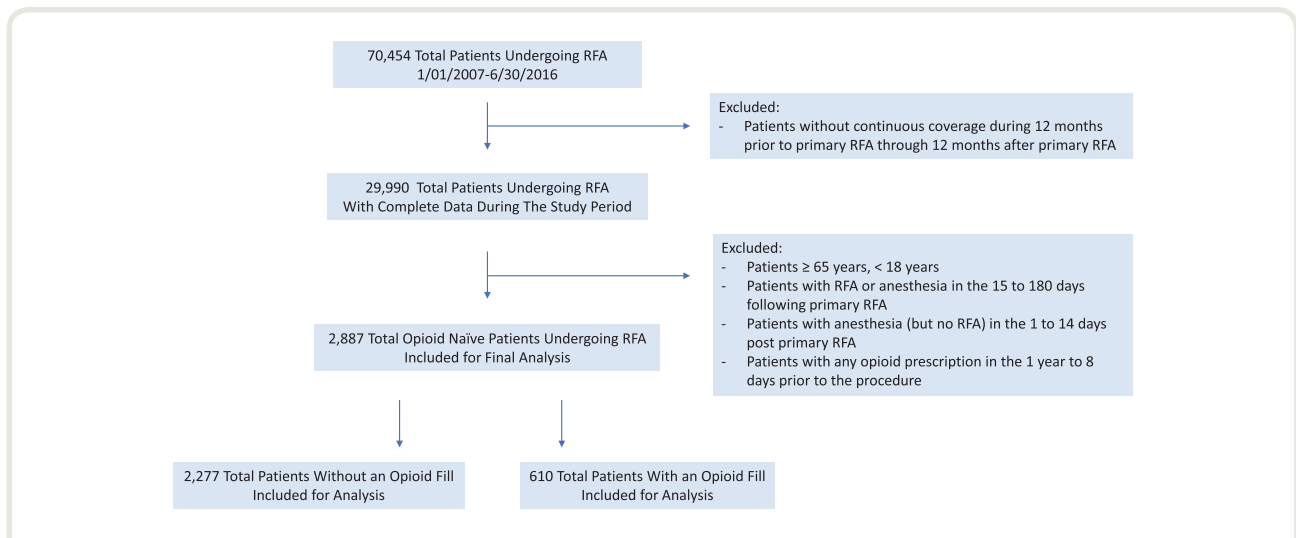 70,454 Total Patients Undergoing RFA
1/01/2007-6/30/2016
Excluded:
- Patients without continuous coverage during 12 months
prior to primary RFA through 12 months after primary RFA
29,990 Total Patients Undergoing RFA
With Complete Data During The Study Period
Excluded:
- Patients ≥ 65 years, < 18 years
- Patients with RFA or anesthesia in the 15 to 180 days
following primary RFA
- Patients with anesthesia (but no RFA) in the 1 to 14 days
post primary RFA
- Patients with any opioid prescription in the 1 year to 8
days prior to the procedure
2,887 Total Opioid Naïve Patients Undergoing RFA
Included for Final Analysis
2,277 Total Patients Without an Opioid Fill
Included for Analysis
610 Total Patients With an Opioid Fill
Included for Analysis